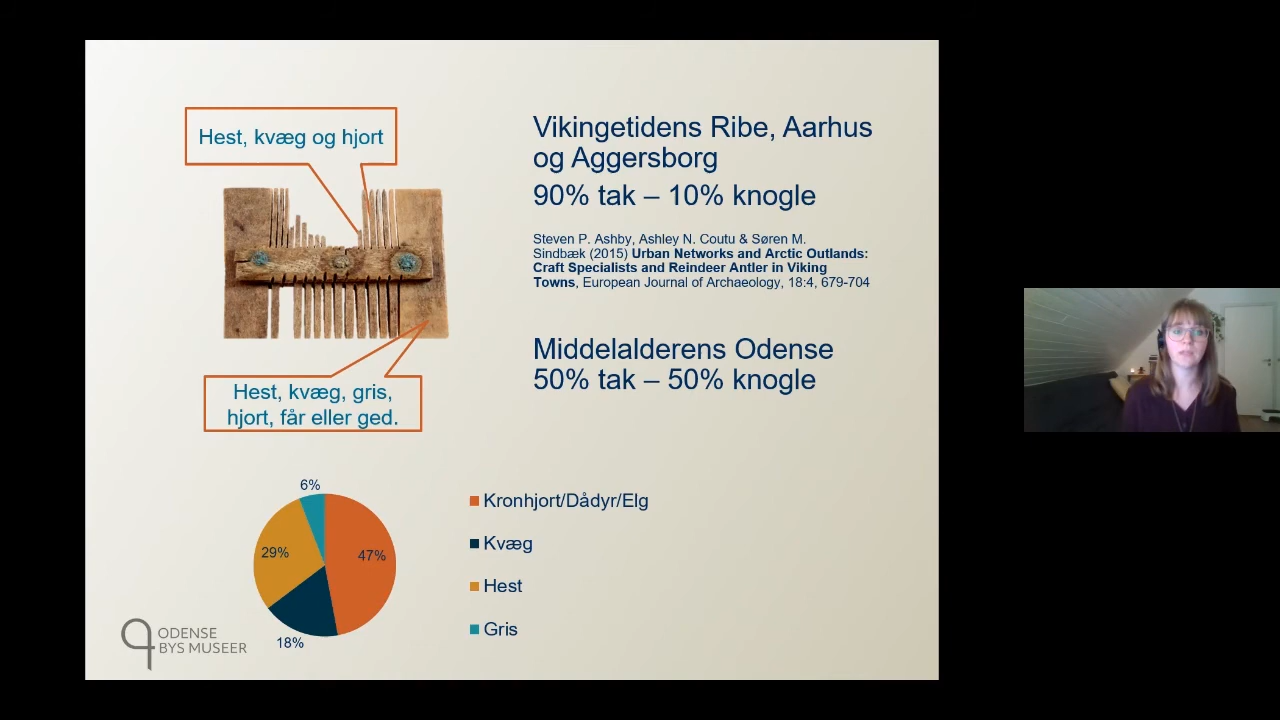 Hest, kvæg og hjort
Hest, kvæg, gris,
hjort, får eller ged.
Vikingetidens Ribe, Aarhus
og Aggersborg
90% tak – 10% knogle
Steven P. Ashby, Ashley N. Coutu & Søren M.
Sindbæk (2015) Urban Networks and Arctic Outlands:
Craft Specialists and Reindeer Antler in Viking
Towns, European Journal of Archaeology, 18:4, 679-704
Middelalderens Odense
50% tak – 50% knogle
6%
29%
47%
18%
Kronhjort/Dådyr/Elg
Kvæg
Hest
Gris
ODENSE
BYS MUSEER